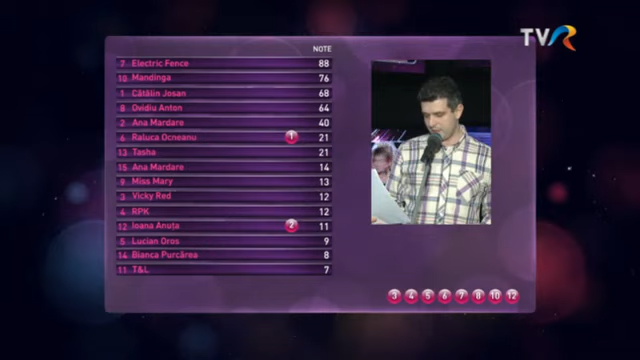 TVR
NOTE
7 Electric Fence 88
10 Mandinga 76
1 Cătălin Josan 68
8 Ovidiu Anton 64
2 Ana Mardare 40
6 Raluca Ocneanu 1 21
13 Tasha 21
15 Ana Mardare 14
9 Miss Mary 13
3 Vicky Red 12
4 RPK 12
12 Ioana Anuța 2 11
5 Lucian Oros 9
14 Bianca Purcărea 8
11 T&L 7
3 4 5 6 7 8 10 12